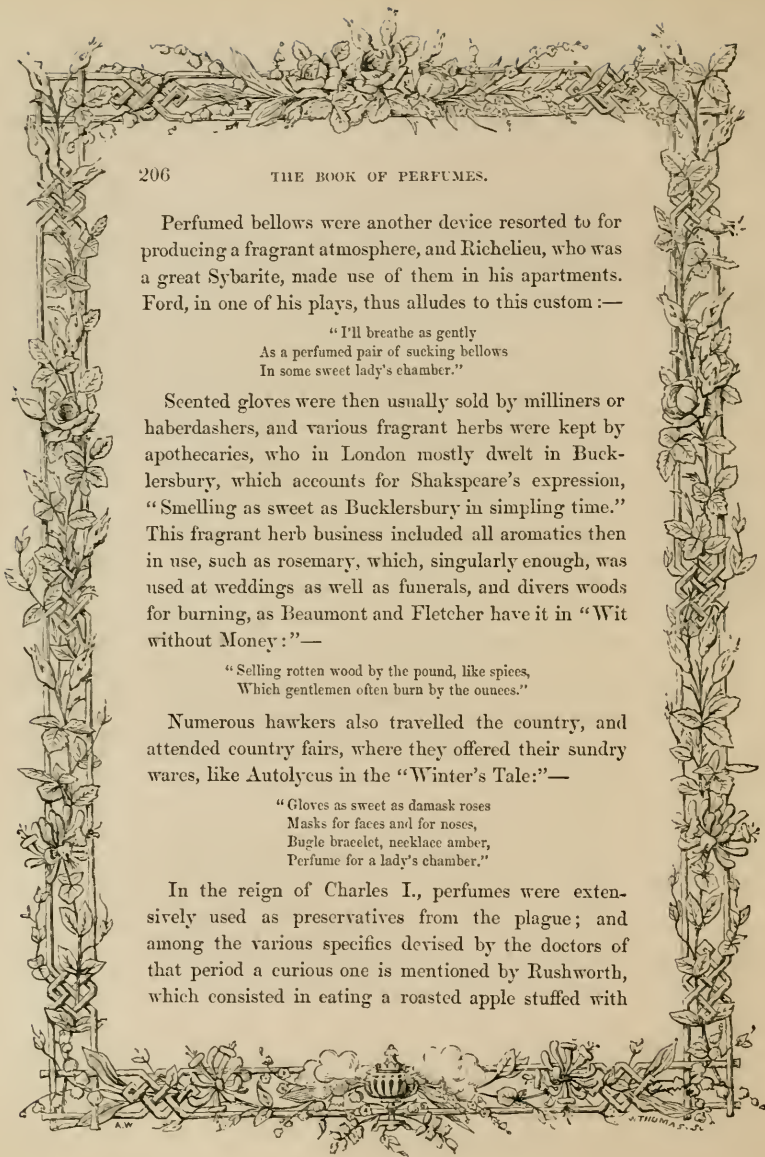 206 THE BOOK OF PERFUMES.
Perfumed bellows were another device resorted to for
producing a fragrant atmosphere, and Richelieu, who was
a great Sybarite, made use of them in his apartments.
Ford, in one of his plays, thus alludes to this custom :—
“ I'll breathe as gently
As a perfumed pair of sucking bellows
In some sweet lady's chamber.”
Scented gloves were then usually sold by milliners or
haberdashers, and various fragrant herbs were kept by
apothecaries, who in London mostly dwelt in Buck-
lersbury, which accounts for Shakspeare's expression,
“ Smelling as sweet as Bucklersbury in simpling time.”
This fragrant herb business included all aromatics then
in use, such as rosemary, which, singularly enough, was
used at weddings as well as funerals, and divers woods
for burning, as Beaumont and Fletcher have it in “Wit
without Money : ”—
“ Selling rotten wood by the pound, like spices,
Which gentlemen often burn by the ounces.”
Numerous hawkers also travelled the country, and
attended country fairs, where they offered their sundry
wares, like Autolycus in the “Winter's Tale:”—
“ Gloves as sweet as damask roses
Masks for faces and for noses,
Bugle bracelet, necklace amber,
Perfume for a lady's chamber.”
In the reign of Charles I., perfumes were exten-
sively used as preservatives from the plague ; and
among the various specifics devised by the doctors of
that period a curious one is mentioned by Rushworth,
which consisted in eating a roasted apple stuffed with
A.W J. THOMAS. S.